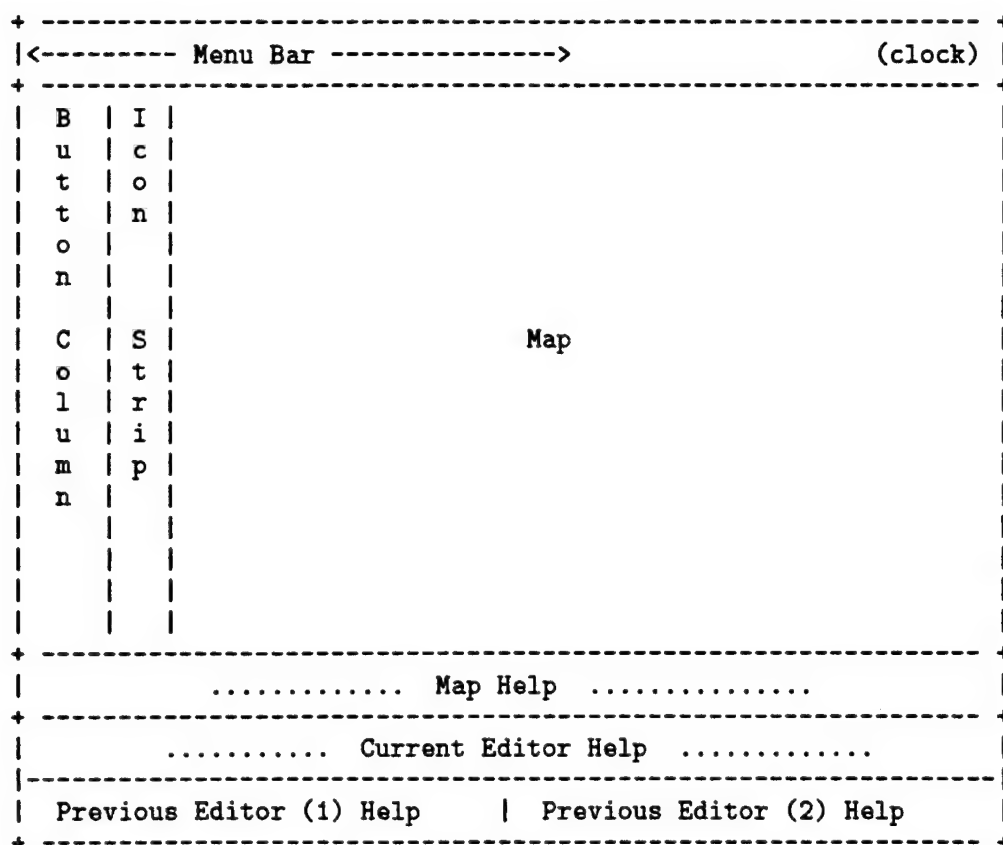 + --------------------------------------------------------------- +
|<--------- Menu Bar --------------->                    (clock) |
+ --------------------------------------------------------------- +
|  B  | I |
|  u  | c |
|  t  | o |
|  t  | n |
|  o  |   |
|  n  |   |
|     |   |
|  C  | S |                       Map
|  o  | t |
|  l  | r |
|  u  | i |
|  m  | p |
|  n  |   |
|     |   |
|     |   |
|     |   |
|     |   |
+ --------------------------------------------------------------- +
|            ............. Map Help ...............               |
+ --------------------------------------------------------------- +
|         ........... Current Editor Help .............           |
|-----------------------------------------------------------------|
|  Previous Editor (1) Help     |  Previous Editor (2) Help       |
+ --------------------------------------------------------------- +